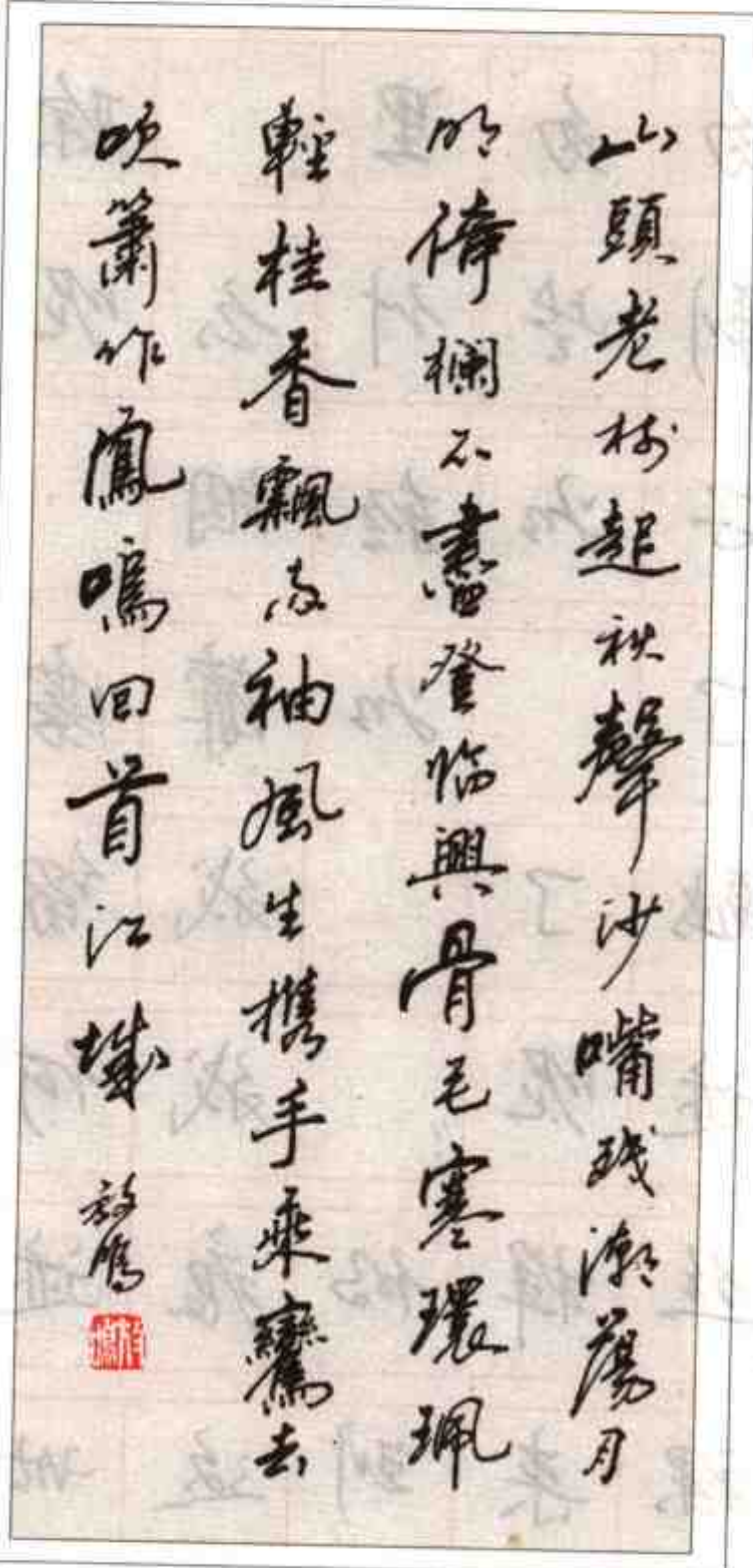 山頭老樹起秋聲沙嘴殘潮蕩月
明倚欄不盡登臨興骨毛寒環珮
輕桂香飄兩袖風生攜手乘鸞去
吹簫作鳳鳴回首江城